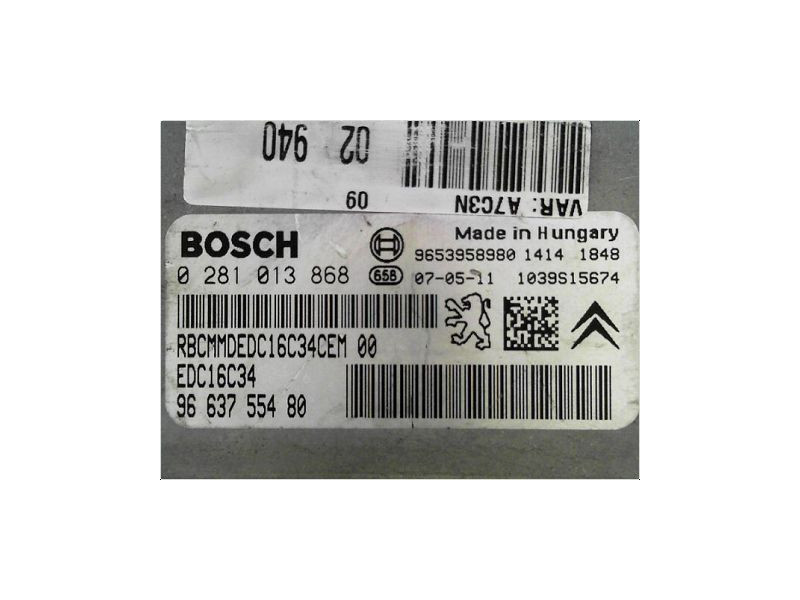 02 940
09
VAR: A7C3N
BOSCH
Made in Hungary
9653958980 1414 1848
0 281 013 868
658
07-05-11 1039S15674
RBCMMDEDC16C34CEM 00
EDC16C34
96 637 554 80